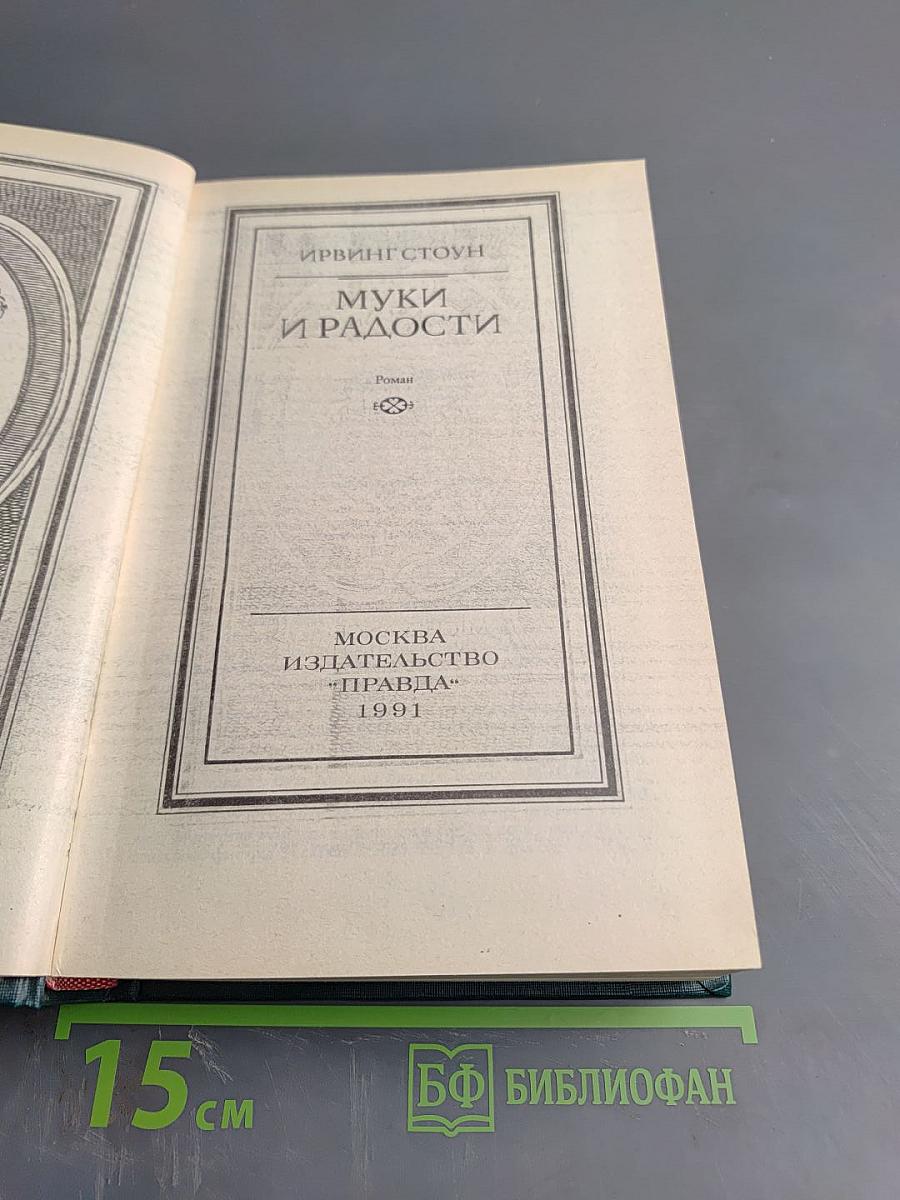 ИРВИНГ СТОУН
МУКИ
И РАДОСТИ
Роман
МОСКВА
ИЗДАТЕЛЬСТВО
"ПРАВДА"
1991
15 см
БФ БИБЛИОФАН